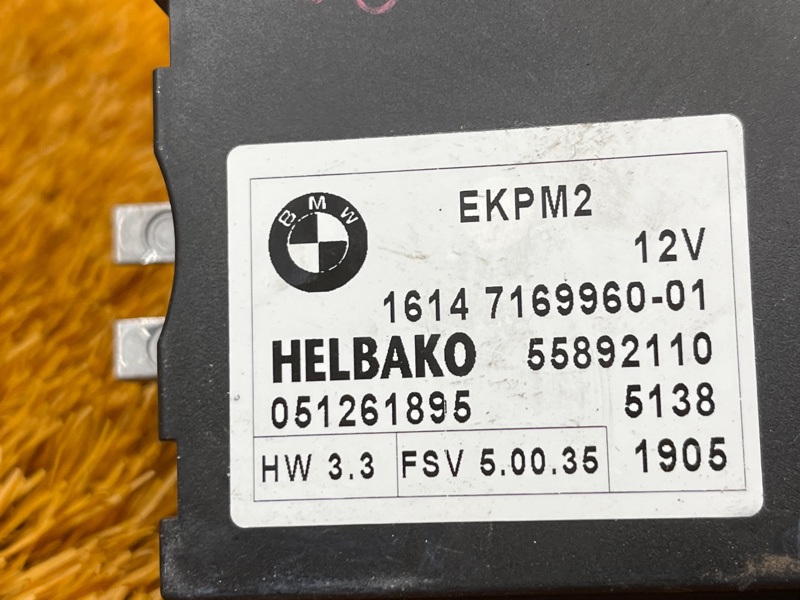 BMW
EKPM2
12V
1614 7169960-01
HELBAKO 55892110
051261895 5138
HW 3.3 FSV 5.00.35 1905